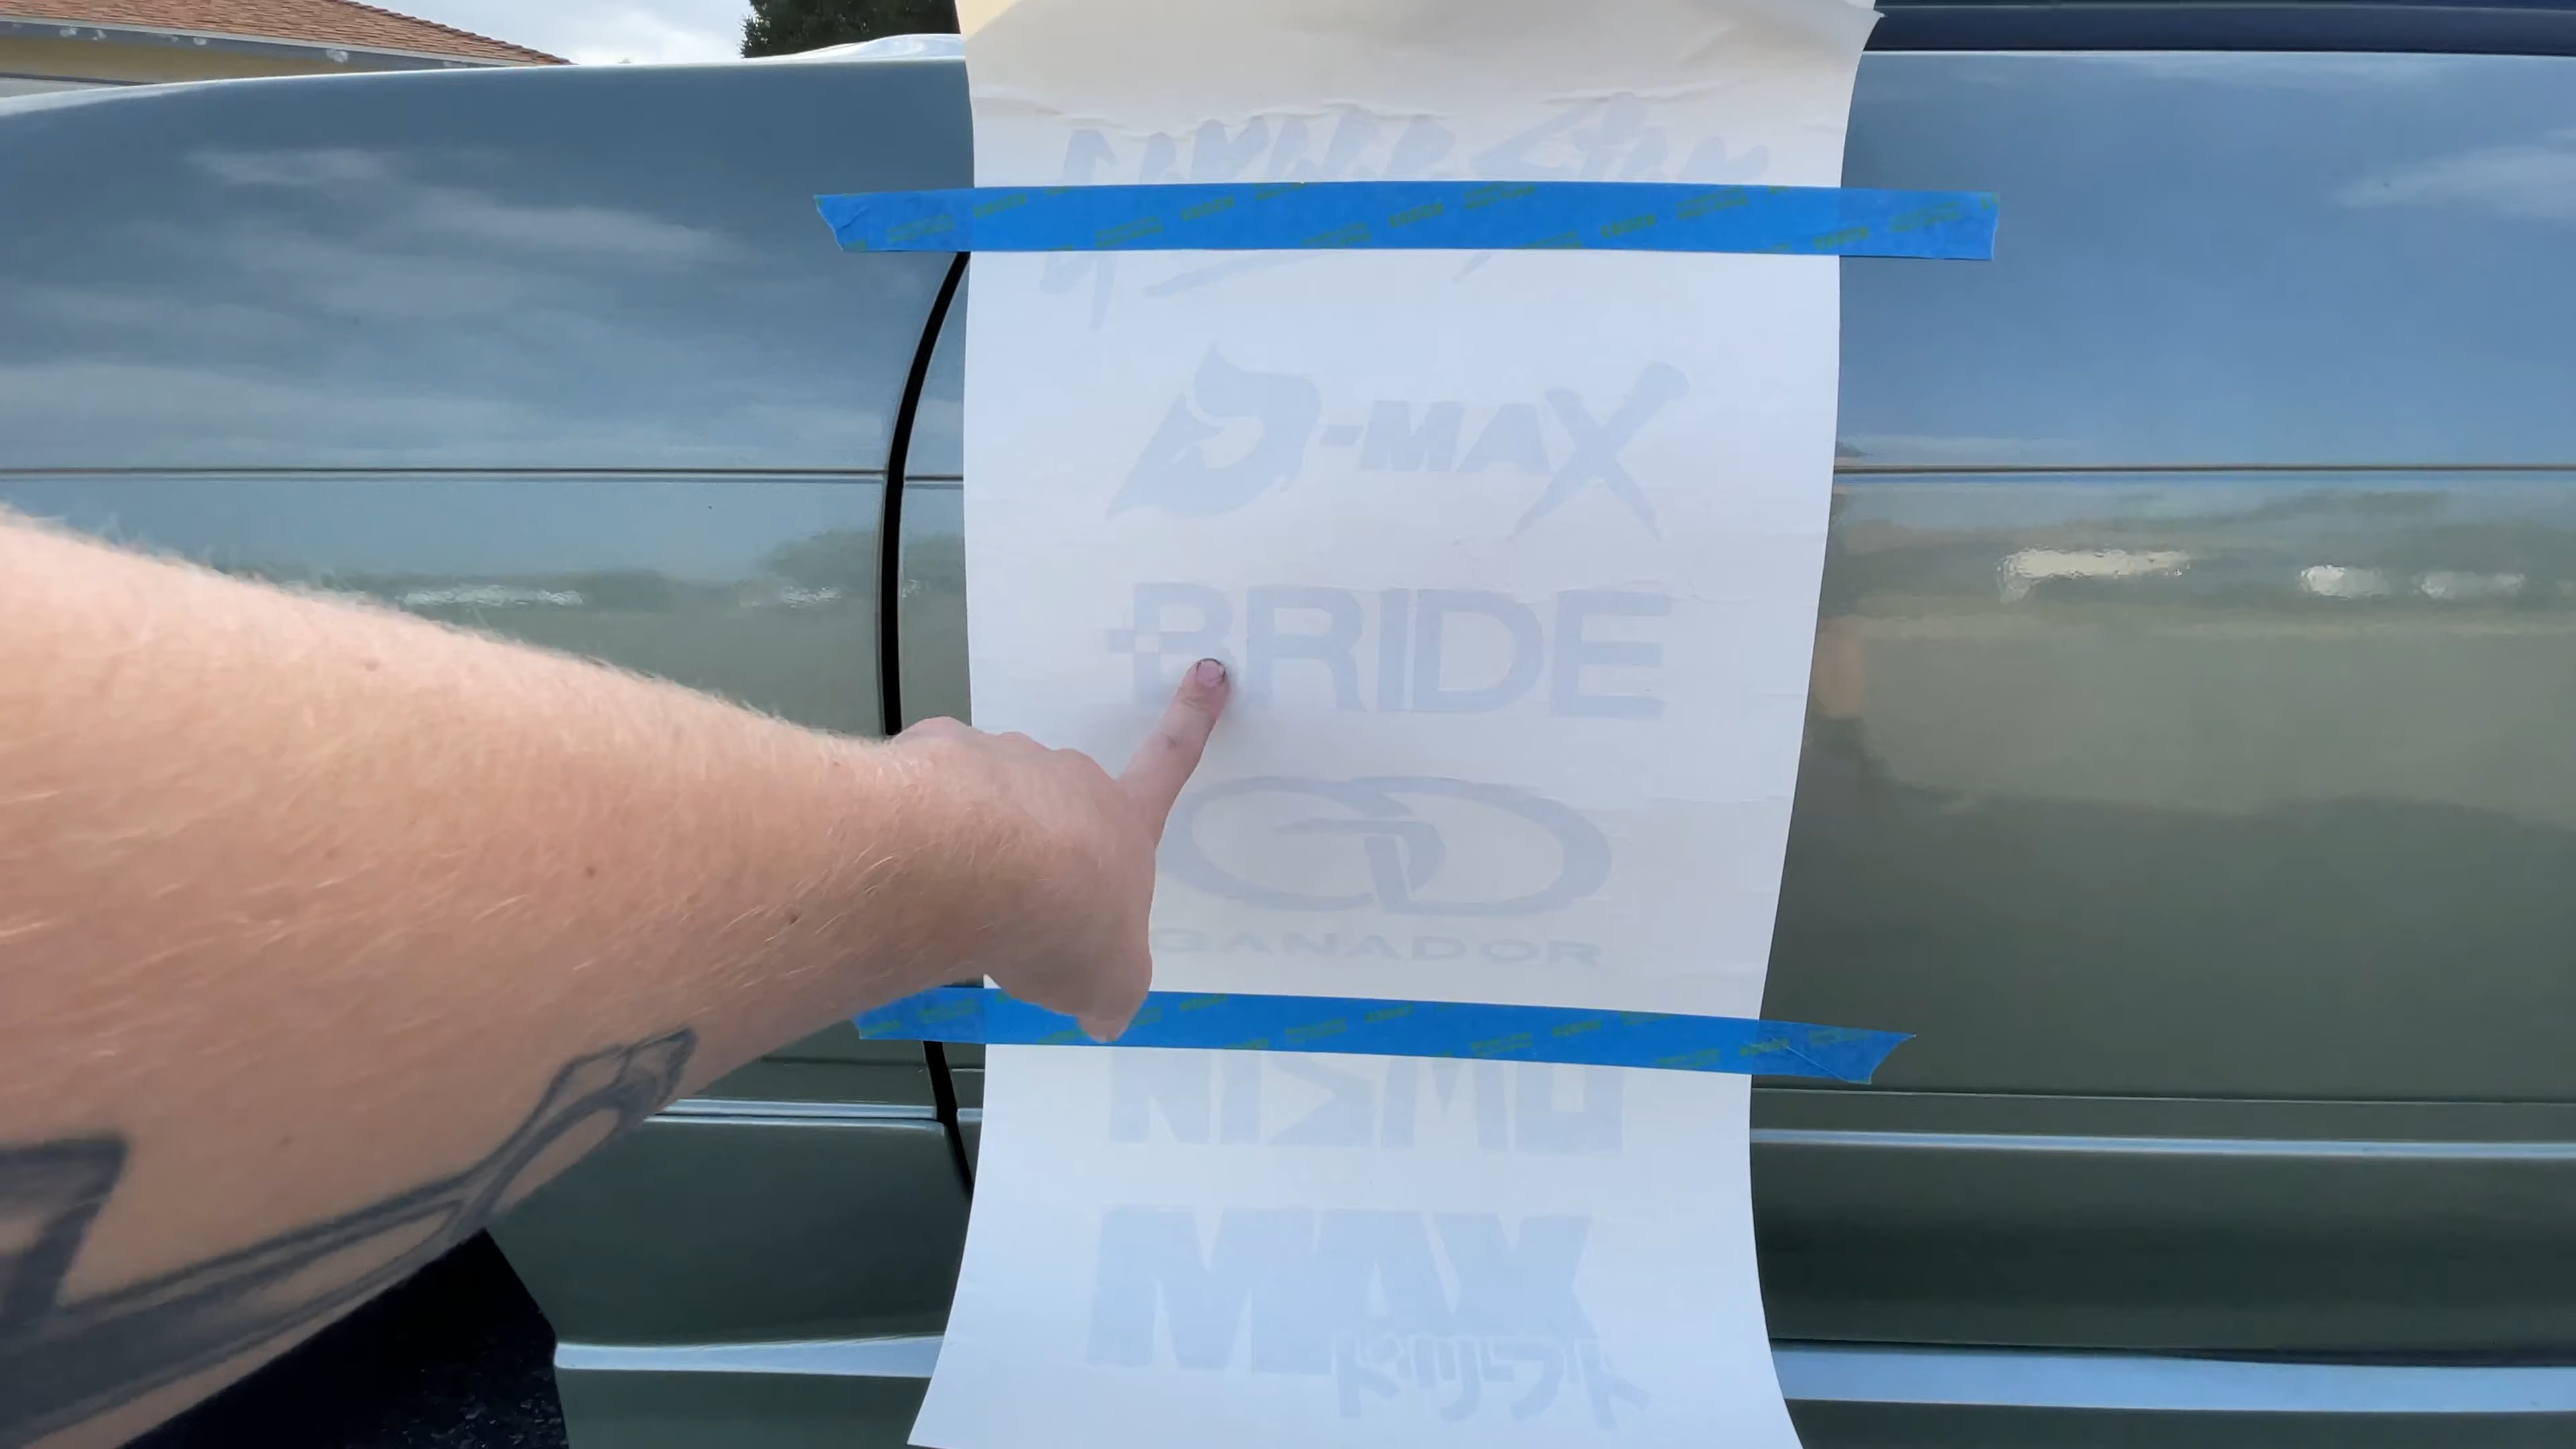 D-MAX
BRIDE
GANADOR
NISMO
MAX
ドリフト